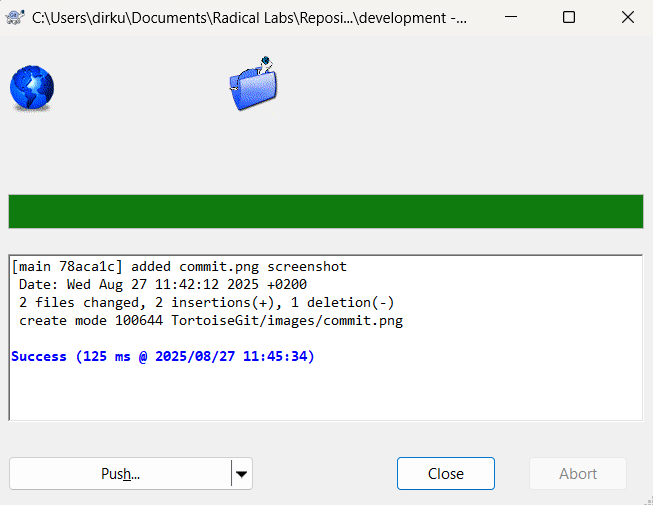 C:\Users\dirku\Documents\Radical Labs\Reposi...\development -...
[main 78aca1c] added commit.png screenshot
Date: Wed Aug 27 11:42:12 2025 +0200
2 files changed, 2 insertions(+), 1 deletion(-)
create mode 100644 TortoiseGit/images/commit.png
Success (125 ms @ 2025/08/27 11:45:34)
Push...
Close
Abort